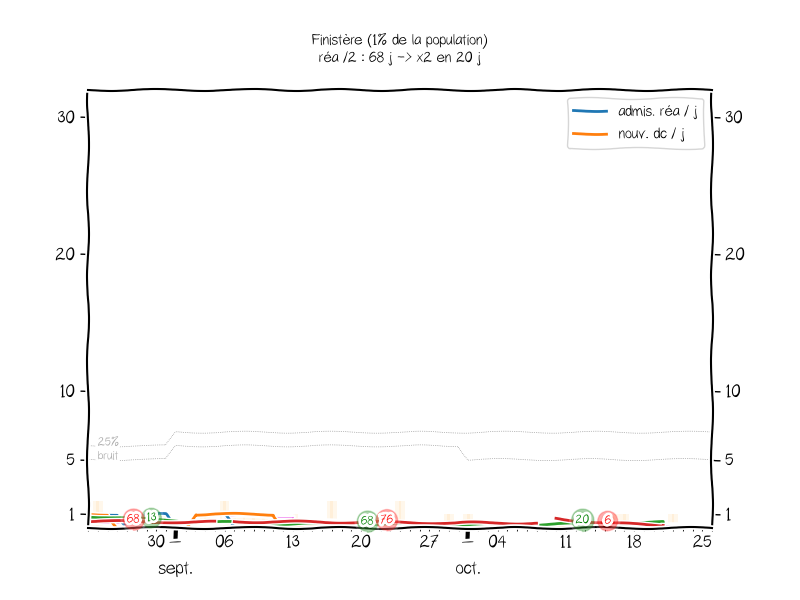 Finistère (1% de la population)
réa /2 : 68 j -> x2 en 20 j
admis. réa / j
nouv. dc / j
30 30
20 20
10 10
25%
bruit
5 5
1 1
68 13 68 76 20 6
30 06 13 20 27 04 11 18 25
sept. oct.